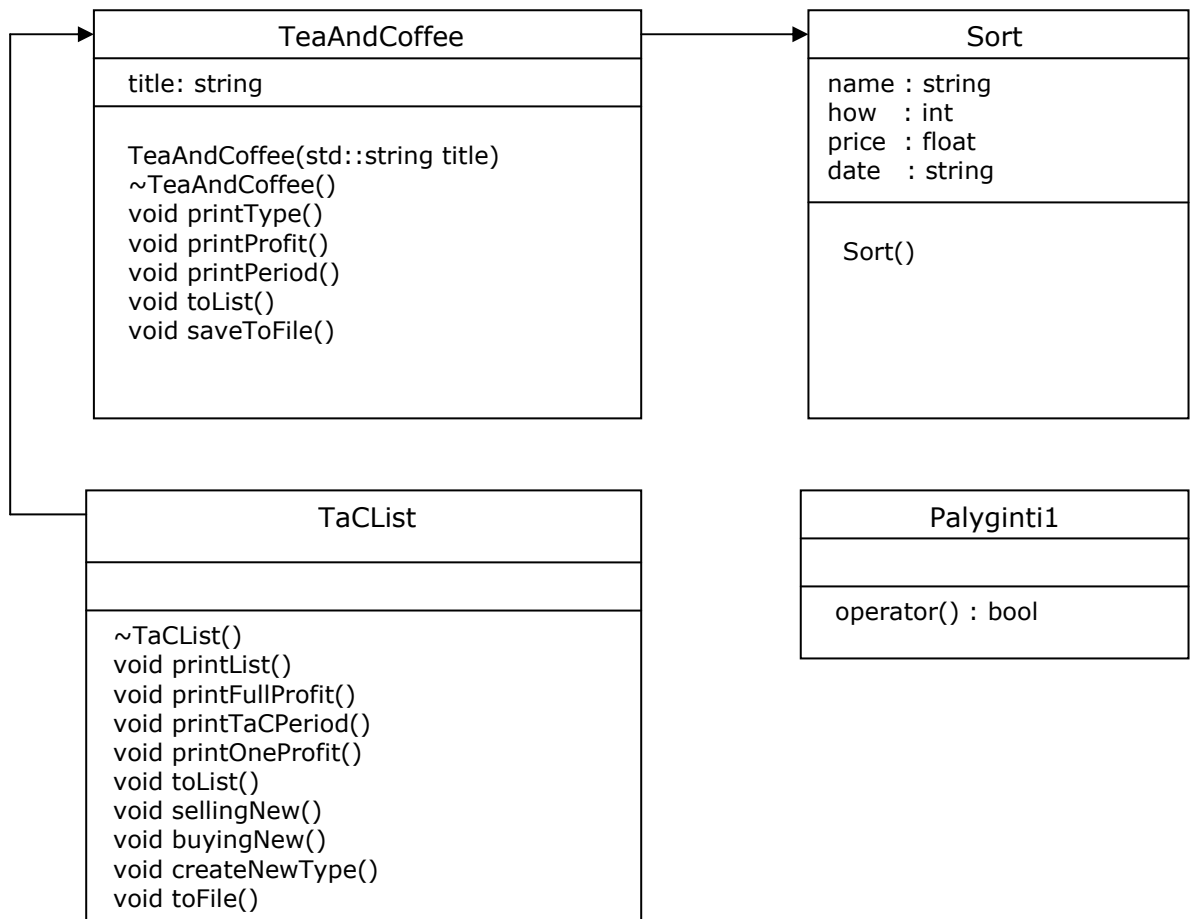 TeaAndCoffee
title: string
TeaAndCoffee(std::string title)
~TeaAndCoffee()
void printType()
void printProfit()
void printPeriod()
void toList()
void saveToFile()
Sort
name : string
how : int
price : float
date : string
Sort()
TaCList
~TaCList()
void printList()
void printFullProfit()
void printTaCPeriod()
void printOneProfit()
void toList()
void sellingNew()
void buyingNew()
void createNewType()
void toFile()
Palyginti1
operator() : bool